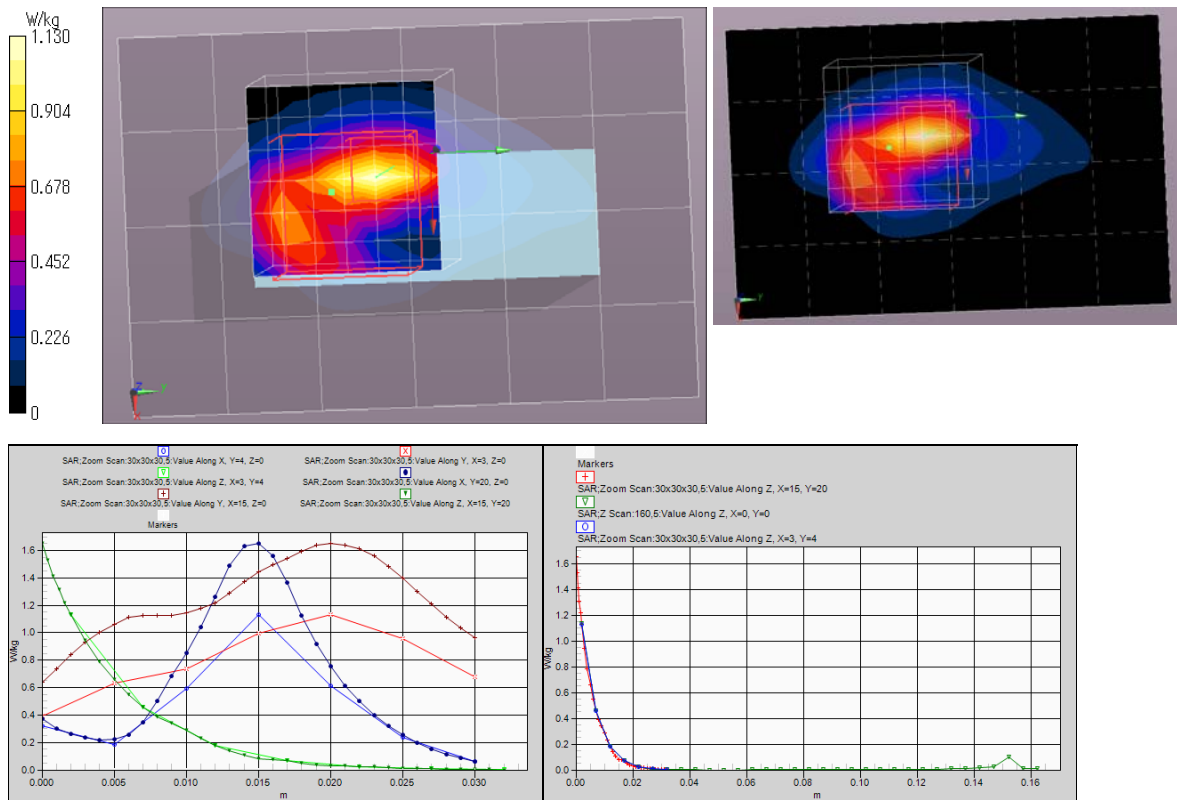 W/kg
1.130
0.904
0.678
0.452
0.226
0
Z
Y
Y
SAR;Zoom Scan:30x30x30,5:Value Along X, Y=4, Z=0
SAR;Zoom Scan:30x30x30,5:Value Along Y, X=3, Z=0
SAR;Zoom Scan:30x30x30,5:Value Along Z, X=3, Y=4
SAR;Zoom Scan:30x30x30,5:Value Along X, Y=20, Z=0
SAR;Zoom Scan:30x30x30,5:Value Along Y, X=15, Z=0
SAR;Zoom Scan:30x30x30,5:Value Along Z, X=15, Y=20
Markers
1.6
1.4
1.2
1.0
0.8
0.6
0.4
0.2
0.0
W/kg
0.000 0.005 0.010 0.015 0.020 0.025 0.030
m
Markers
SAR;Zoom Scan:30x30x30,5:Value Along Z, X=15, Y=20
SAR;Z Scan:160,5:Value Along Z, X=0, Y=0
SAR;Zoom Scan:30x30x30,5:Value Along Z, X=3, Y=4
1.6
1.4
1.2
1.0
0.8
0.6
0.4
0.2
0.0
W/kg
0.00 0.02 0.04 0.06 0.08 0.10 0.12 0.14 0.16
m